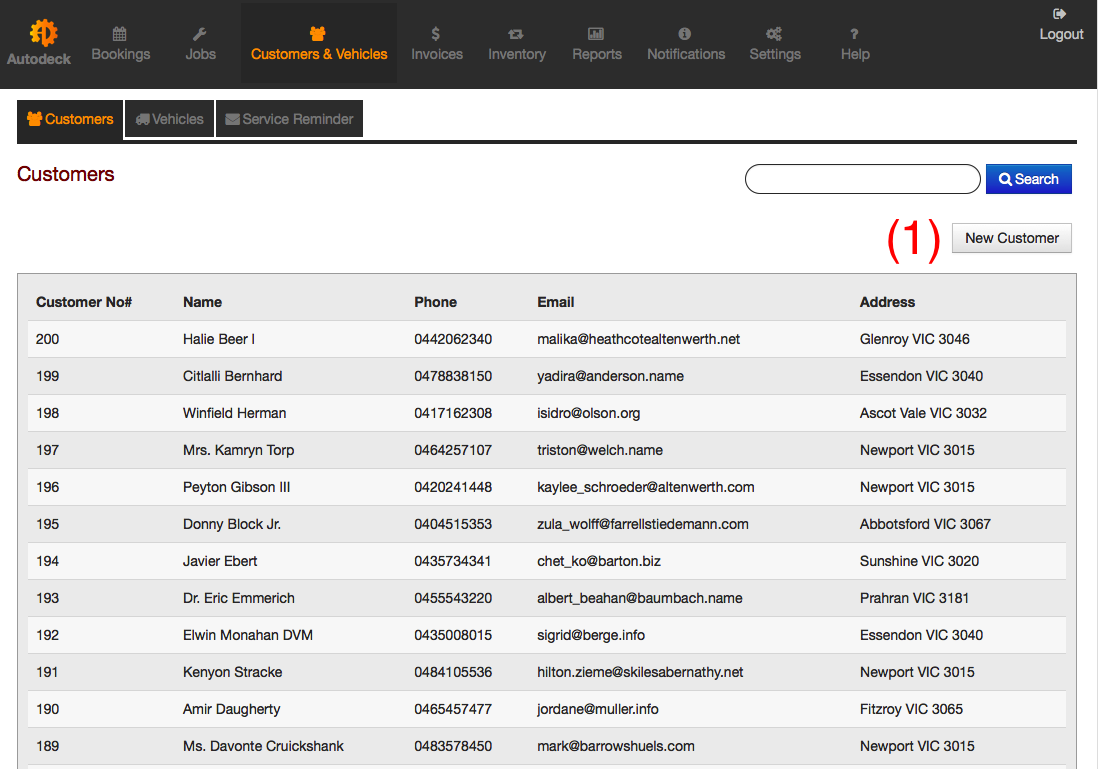 Autodeck Bookings Jobs Customers & Vehicles Invoices Inventory Reports Notifications Settings Help Logout
Customers Vehicles Service Reminder
Customers Search
(1) New Customer
Customer No# Name Phone Email Address
200 Halie Beer I 0442062340 malika@heathcotealtenwerth.net Glenroy VIC 3046
199 Citlalli Bernhard 0478838150 yadira@anderson.name Essendon VIC 3040
198 Winfield Herman 0417162308 isidro@olson.org Ascot Vale VIC 3032
197 Mrs. Kamryn Torp 0464257107 triston@welch.name Newport VIC 3015
196 Peyton Gibson III 0420241448 kaylee_schroeder@altenwerth.com Newport VIC 3015
195 Donny Block Jr. 0404515353 zula_wolff@farrellstiedemann.com Abbotsford VIC 3067
194 Javier Ebert 0435734341 chet_ko@barton.biz Sunshine VIC 3020
193 Dr. Eric Emmerich 0455543220 albert_beahan@baumbach.name Prahran VIC 3181
192 Elwin Monahan DVM 0435008015 sigrid@berge.info Essendon VIC 3040
191 Kenyon Stracke 0484105536 hilton.zieme@skilesabernathy.net Newport VIC 3015
190 Amir Daugherty 0465457477 jordane@muller.info Fitzroy VIC 3065
189 Ms. Davonte Cruickshank 0483578450 mark@barrowshuels.com Newport VIC 3015